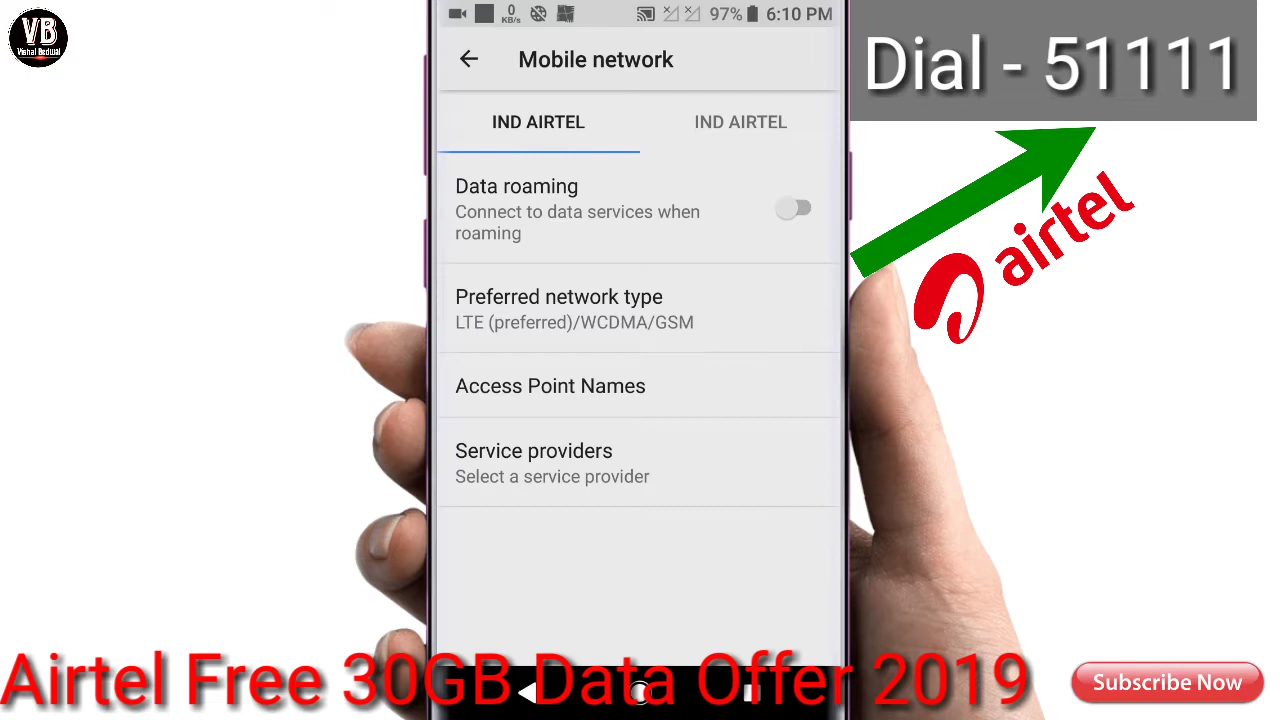 VB
Vishal Bedwal
0
KB/s
97%
6:10 PM
Dial - 51111
Mobile network
IND AIRTEL
IND AIRTEL
airtel
Data roaming
Connect to data services when
roaming
Preferred network type
LTE (preferred)/WCDMA/GSM
Access Point Names
Service providers
Select a service provider
Airtel Free 30GB Data Offer 2019
Subscribe Now